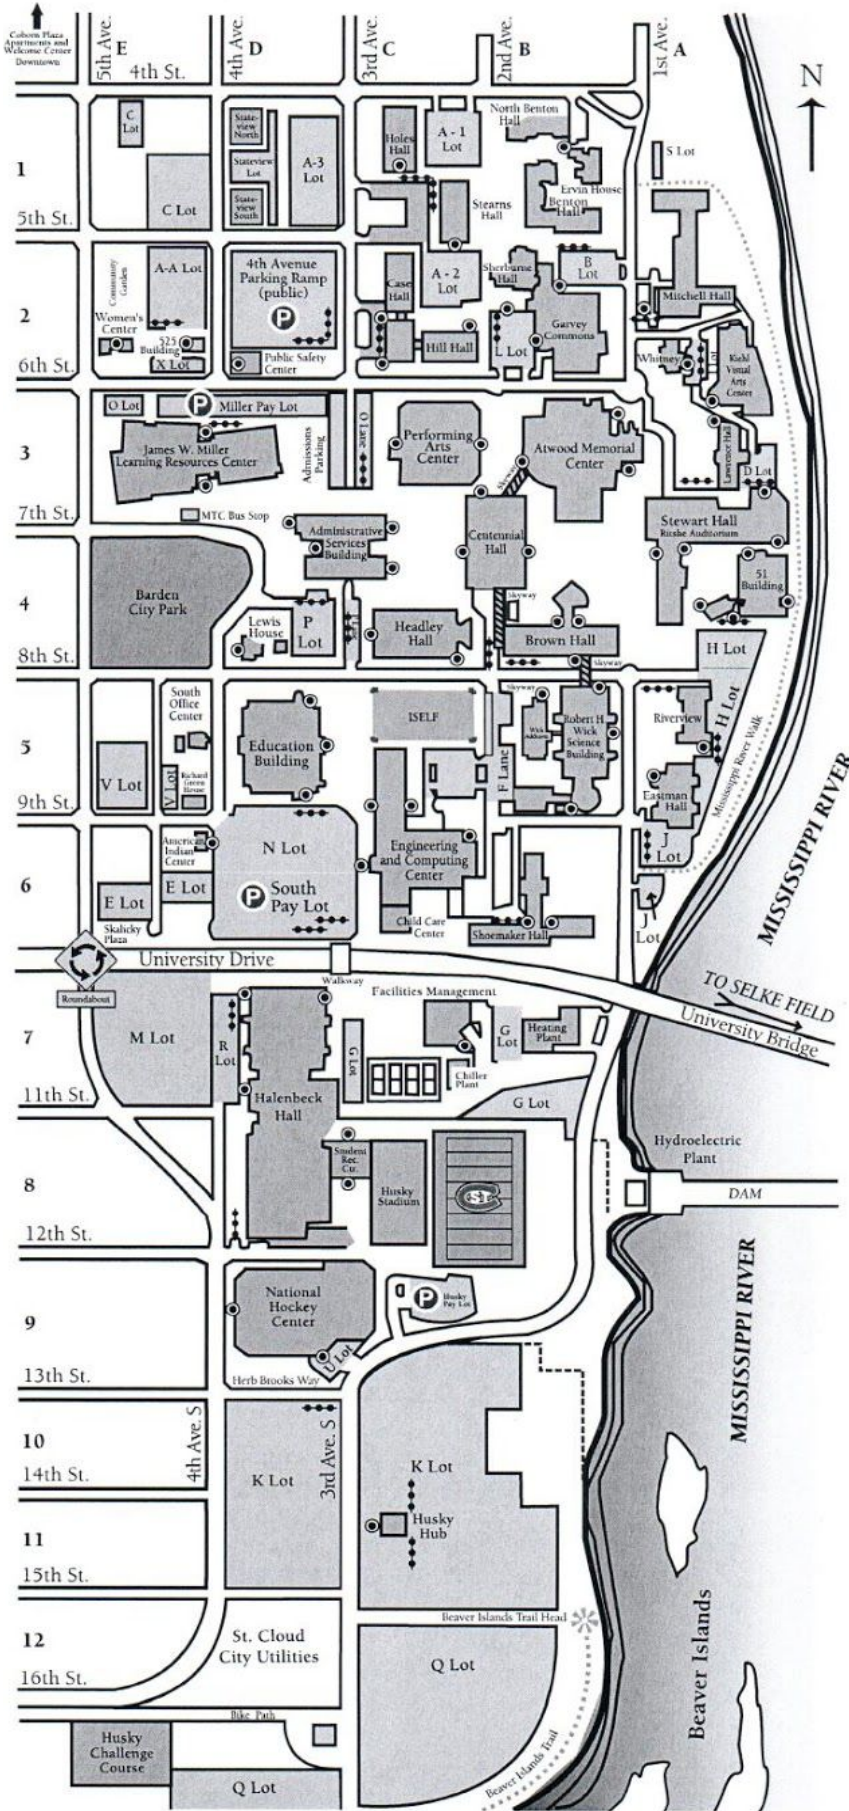 Coborn Plaza
Apartments and
Welcome Center
Downtown
5th Ave.
E
4th Ave.
D
3rd Ave.
C
2nd Ave.
B
1st Ave.
A
4th St.
N
1
C
Lot
State-
view
North
Stateview
Lot
State-
view
South
A-3
Lot
C Lot
Holes
Hall
A - 1
Lot
North Benton
Hall
S Lot
Stearns
Hall
Ervin House
Benton
Hall
5th St.
2
Community
Garden
A-A Lot
4th Avenue
Parking Ramp
(public)
P
Case
Hall
A - 2
Lot
Sherburne
Hall
B
Lot
Mitchell Hall
Women's
Center
525
Building
X Lot
Public Safety
Center
Hill Hall
L Lot
Garvey
Commons
Whitney
Kiehl
Visual
Arts
Center
6th St.
3
O Lot
P
Miller Pay Lot
James W. Miller
Learning Resources Center
Admissions
Parking
O Lane
Performing
Arts
Center
Skyway
Atwood Memorial
Center
Lawrence Hall
D Lot
7th St.
MTC Bus Stop
Administrative
Services
Building
Centennial
Hall
Stewart Hall
Ritsche Auditorium
4
Barden
City Park
Lewis
House
P
Lot
Headley
Hall
Skyway
Brown Hall
51
Building
8th St.
Skyway
H Lot
5
South
Office
Center
Education
Building
ISELF
Skyway
F Lane
Robert H.
Wick
Science
Building
Riverview
H Lot
V Lot
V Lot
Richard
Green
House
Eastman
Hall
Mississippi River Walk
MISSISSIPPI RIVER
9th St.
6
American
Indian
Center
N Lot
P
South
Pay Lot
Engineering
and Computing
Center
J
Lot
E Lot
E Lot
Skalicky
Plaza
Child Care
Center
Shoemaker Hall
J
Lot
University Drive
Walkway
Roundabout
TO SELKE FIELD
University Bridge
7
M Lot
R
Lot
Halenbeck
Hall
G Lot
Facilities Management
G
Lot
Heating
Plant
Chiller
Plant
G Lot
11th St.
8
Student
Rec.
Ctr.
Husky
Stadium
Hydroelectric
Plant
DAM
12th St.
9
National
Hockey
Center
P
Husky
Pay Lot
U Lot
Herb Brooks Way
13th St.
MISSISSIPPI RIVER
10
4th Ave. S
3rd Ave. S
K Lot
K Lot
14th St.
11
Husky
Hub
15th St.
12
St. Cloud
City Utilities
Beaver Islands Trail Head
Q Lot
Beaver Islands
16th St.
Bike Path
Husky
Challenge
Course
Q Lot
Beaver Islands Trail